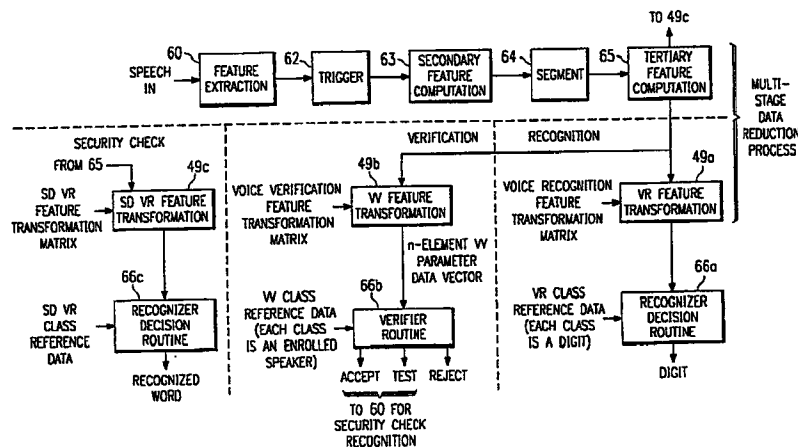 TO 49c
60
62
63
64
65
SPEECH
IN
FEATURE
EXTRACTION
TRIGGER
SECONDARY
FEATURE
COMPUTATION
SEGMENT
TERTIARY
FEATURE
COMPUTATION
MULTI-
STAGE
DATA
REDUCTION
PROCESS
SECURITY CHECK
VERIFICATION
RECOGNITION
FROM 65
49c
49b
49a
SD VR
FEATURE
TRANSFORMATION
MATRIX
SD VR FEATURE
TRANSFORMATION
VOICE VERIFICATION
FEATURE
TRANSFORMATION
MATRIX
VV FEATURE
TRANSFORMATION
VOICE RECOGNITION
FEATURE
TRANSFORMATION
MATRIX
VR FEATURE
TRANSFORMATION
n-ELEMENT VV
PARAMETER
DATA VECTOR
66c
66b
66a
SD VR
CLASS
REFERENCE
DATA
RECOGNIZER
DECISION
ROUTINE
VV CLASS
REFERENCE DATA
(EACH CLASS
IS AN ENROLLED
SPEAKER)
VERIFIER
ROUTINE
VR CLASS
REFERENCE DATA
(EACH CLASS
IS A DIGIT)
RECOGNIZER
DECISION
ROUTINE
RECOGNIZED
WORD
ACCEPT
TEST
REJECT
DIGIT
TO 60 FOR
SECURITY CHECK
RECOGNITION